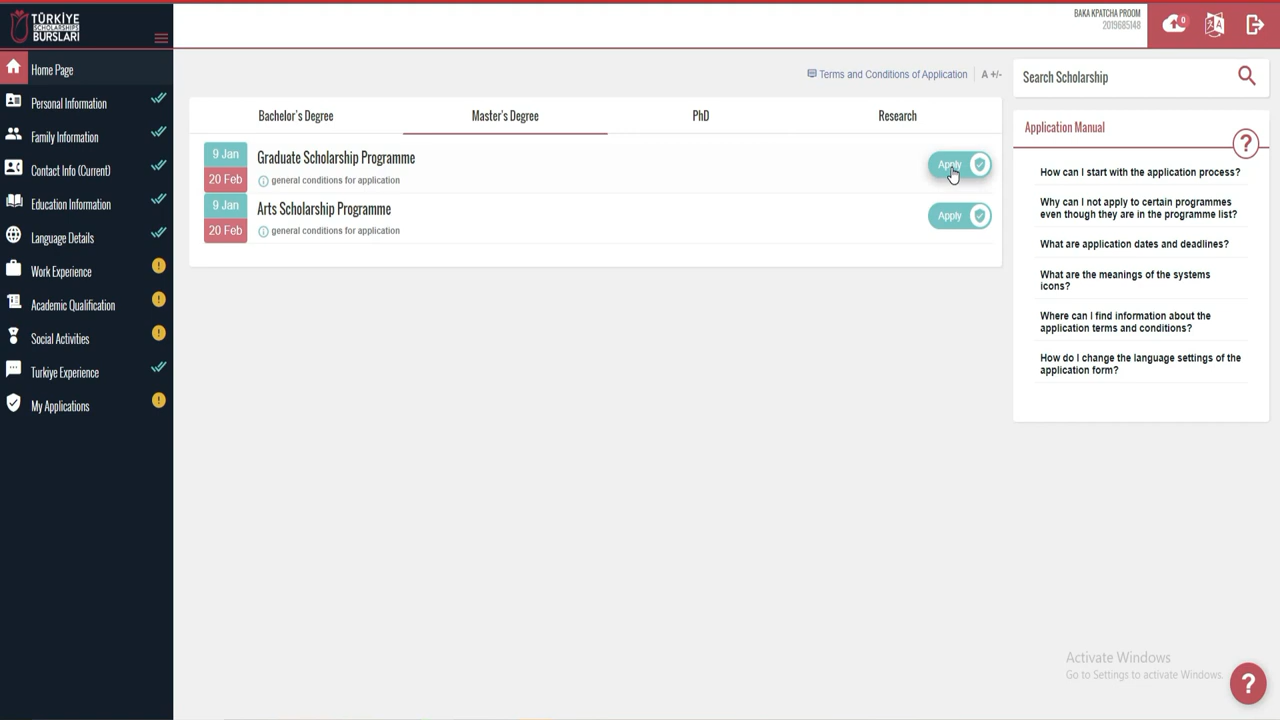 TÜRKİYE
SCHOLARSHIPS
BURSLARI
BAKA KPATCHA PROOM
2019685148
0
Home Page
Personal Information
Family Information
Contact Info (Current)
Education Information
Language Details
Work Experience
Academic Qualification
Social Activities
Turkiye Experience
My Applications
Terms and Conditions of Application
A +/-
Bachelor's Degree
Master's Degree
PhD
Research
9 Jan
20 Feb
Graduate Scholarship Programme
general conditions for application
Apply
9 Jan
20 Feb
Arts Scholarship Programme
general conditions for application
Apply
Search Scholarship
Application Manual
?
How can I start with the application process?
Why can I not apply to certain programmes
even though they are in the programme list?
What are application dates and deadlines?
What are the meanings of the systems
icons?
Where can I find information about the
application terms and conditions?
How do I change the language settings of the
application form?
Activate Windows
Go to Settings to activate Windows.
?